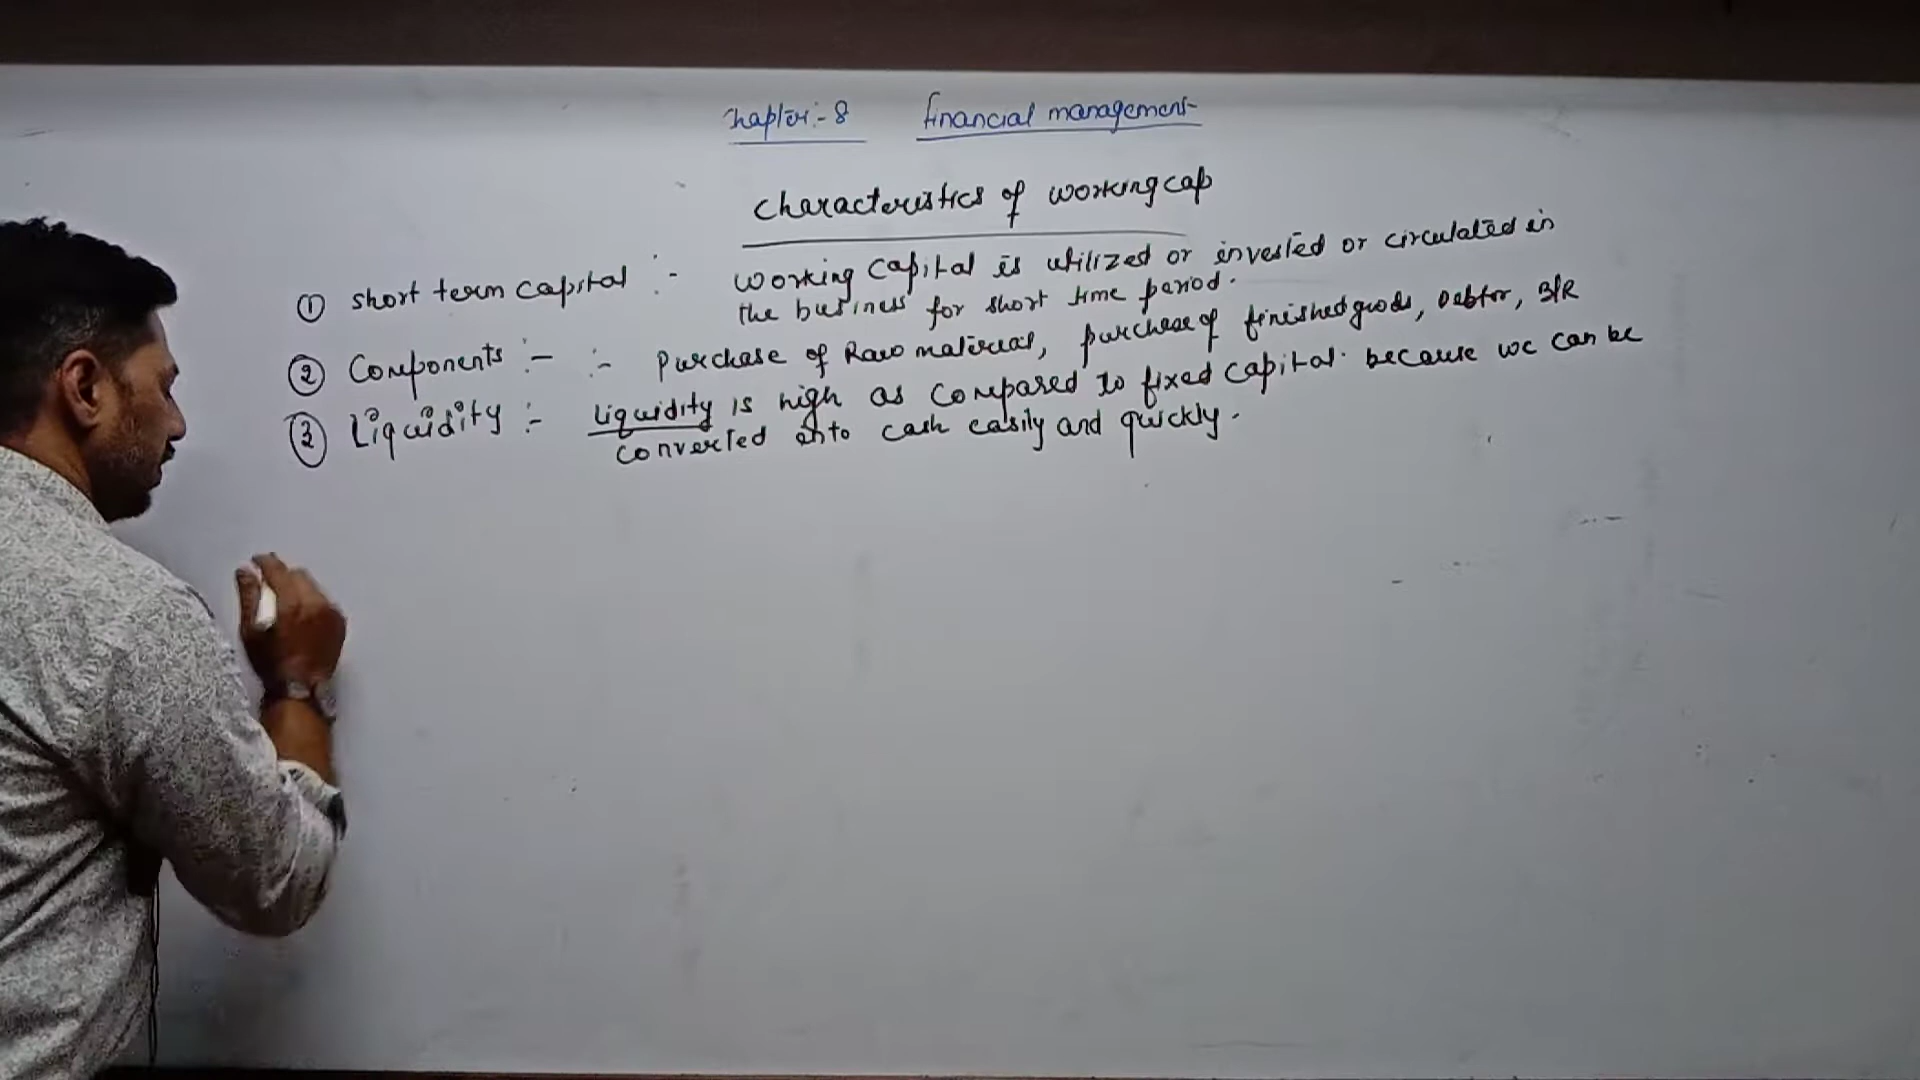 Chapter:- 8 financial management
characteristics of working cap
① short term capital :- working capital is utilized or invested or circulated in
the business for short time period.
② Components :- :- Purchase of Raw material, purchase of finished goods, Debtor, B/R
③ Liquidity :- Liquidity is high as compared to fixed capital. because we can be
converted into cash easily and quickly.